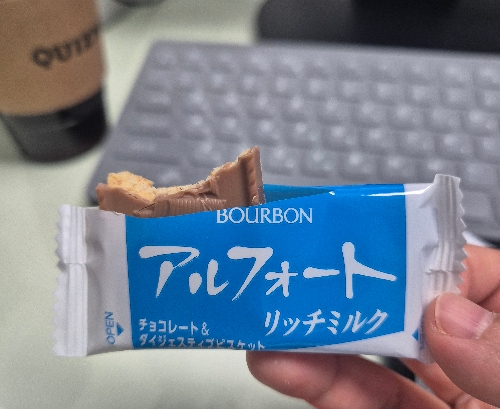 BOURBON
アルフォート
リッチミルク
チョコレート&
ダイジェスティブビスケット
OPEN